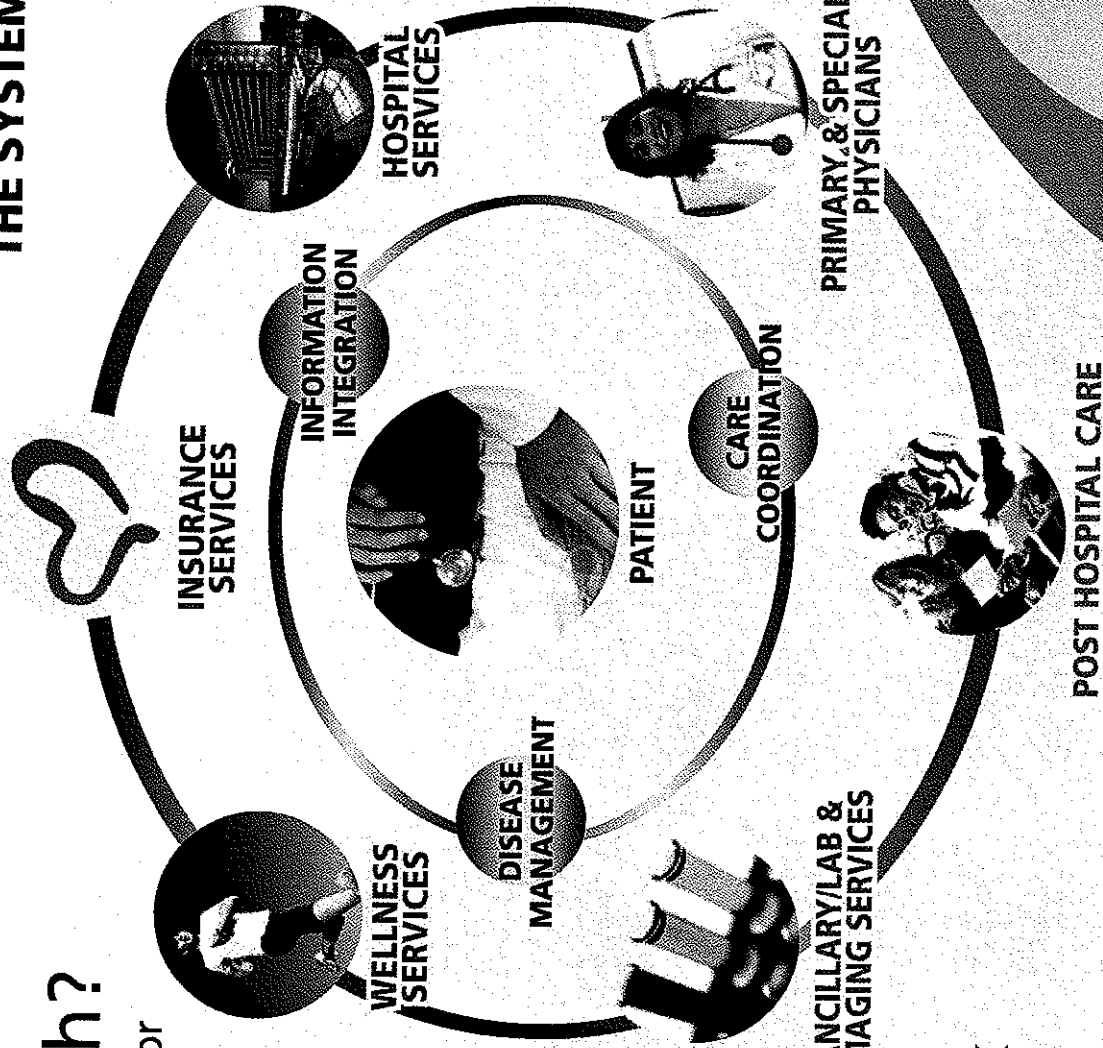 THE SYSTEM
h?
or
INSURANCE
SERVICES
WELLNESS
SERVICES
HOSPITAL
SERVICES
INFORMATION
INTEGRATION
DISEASE
MANAGEMENT
PATIENT
CARE
COORDINATION
NCILLARY/LAB &
AGING SERVICES
PRIMARY & SPECIAL
PHYSICIANS
POST HOSPITAL CARE